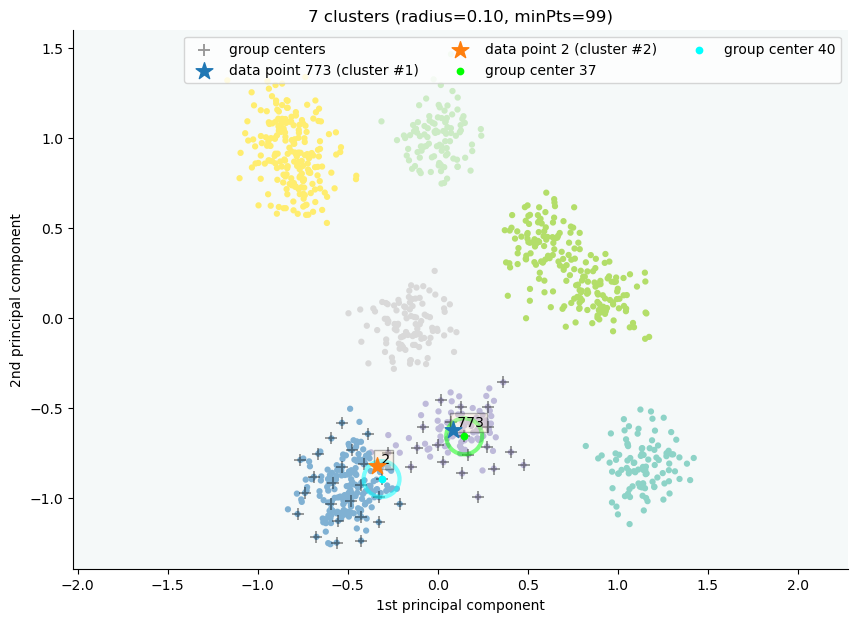 7 clusters (radius=0.10, minPts=99)
group centers
data point 773 (cluster #1)
data point 2 (cluster #2)
group center 37
group center 40
1.5
1.0
0.5
0.0
−0.5
−1.0
2nd principal component
773
2
−2.0 −1.5 −1.0 −0.5 0.0 0.5 1.0 1.5 2.0
1st principal component